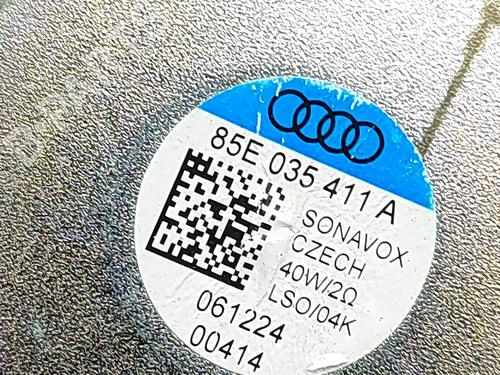 85E 035 411 A
SONAVOX
CZECH
40W/2Ω
LSO/04K
061224
00414